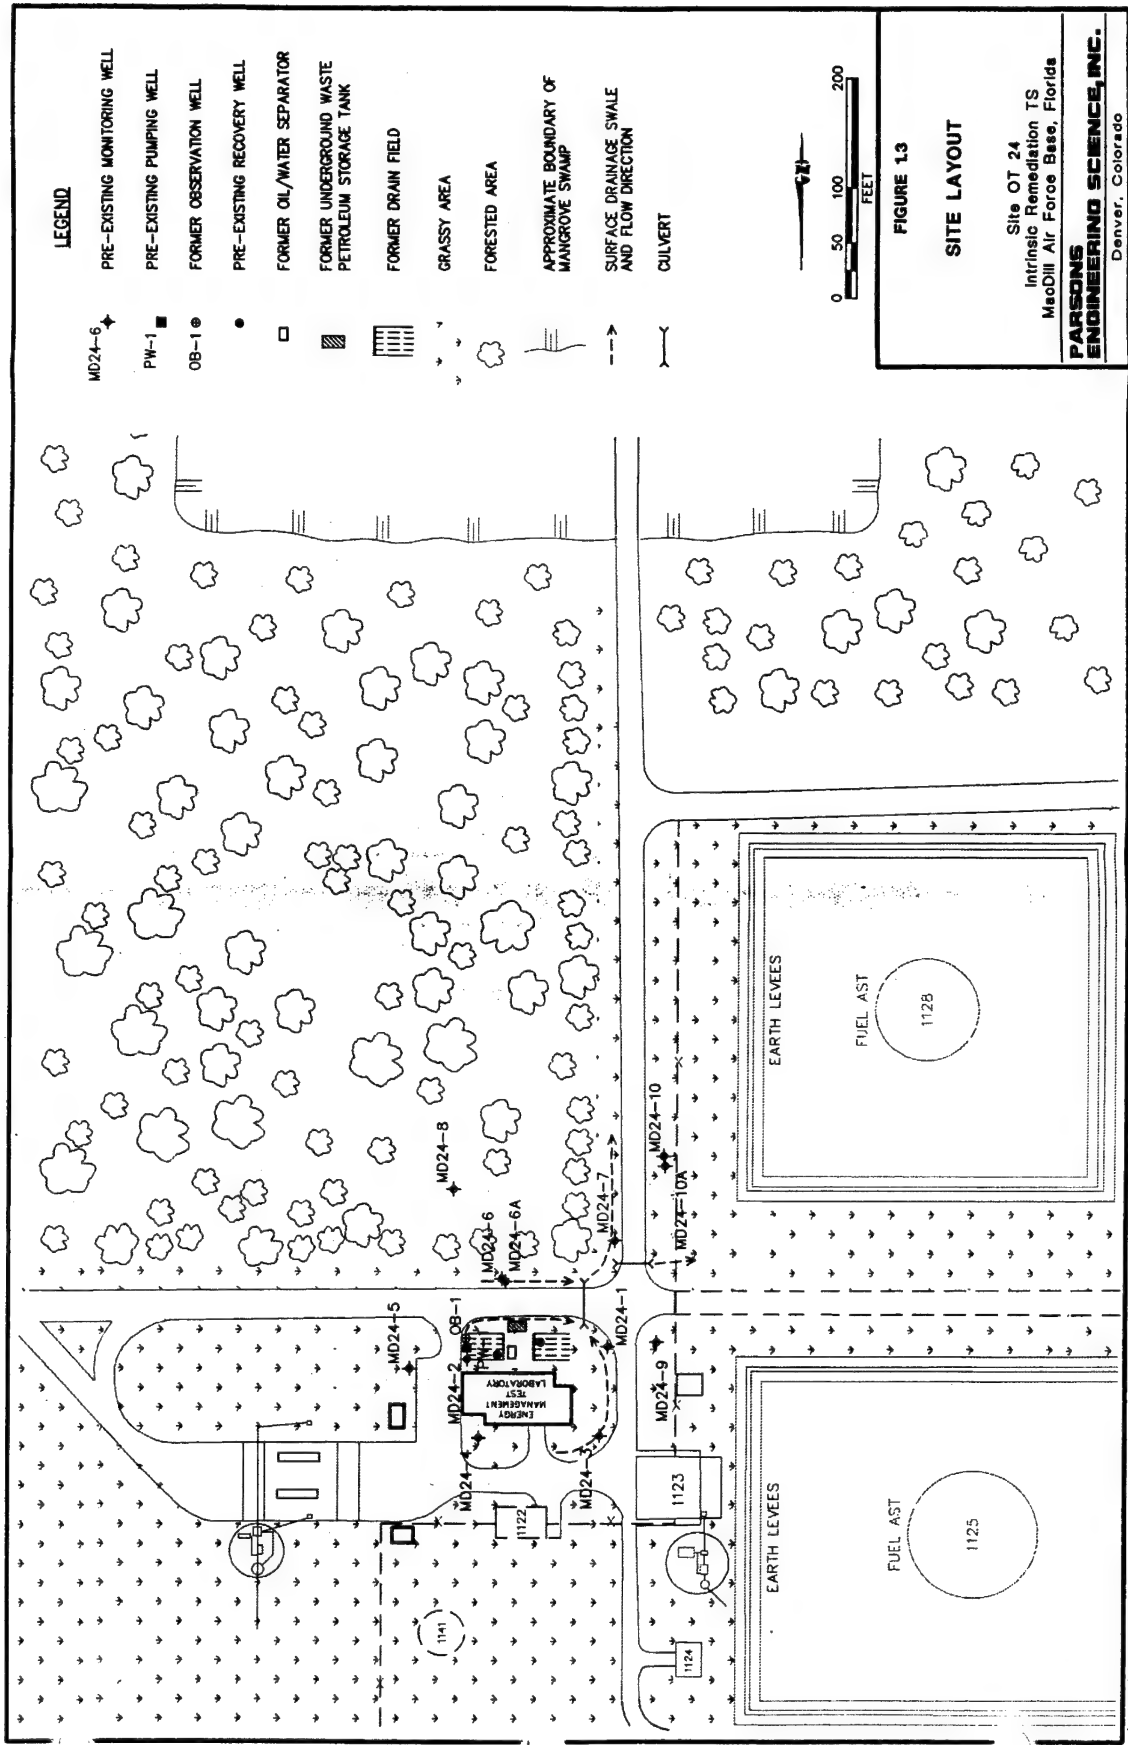 LEGEND
MD24-6
PRE-EXISTING MONITORING WELL
PW-1
PRE-EXISTING PUMPING WELL
OB-1
FORMER OBSERVATION WELL
PRE-EXISTING RECOVERY WELL
FORMER OIL/WATER SEPARATOR
FORMER UNDERGROUND WASTE
PETROLEUM STORAGE TANK
FORMER DRAIN FIELD
GRASSY AREA
FORESTED AREA
APPROXIMATE BOUNDARY OF
MANGROVE SWAMP
SURFACE DRAINAGE SWALE
AND FLOW DIRECTION
CULVERT
0 50 100 200
FEET
FIGURE 1.3
SITE LAYOUT
Site OT 24
Intrinsic Remediation TS
MacDill Air Force Base, Florida
PARSONS
ENGINEERING SCIENCE, INC.
Denver, Colorado
MD24-8
MD24-6
MD24-6A
MD24-7
MD24-10
MD24-10A
MD24-5
OB-1
MD24-2
PW-1
MD24-1
MD24-9
MD24-4
MD24-3
ENERGY
MANAGEMENT
TEST
LABORATORY
1122
1123
1141
1124
EARTH LEVEES
FUEL AST
1128
EARTH LEVEES
FUEL AST
1125